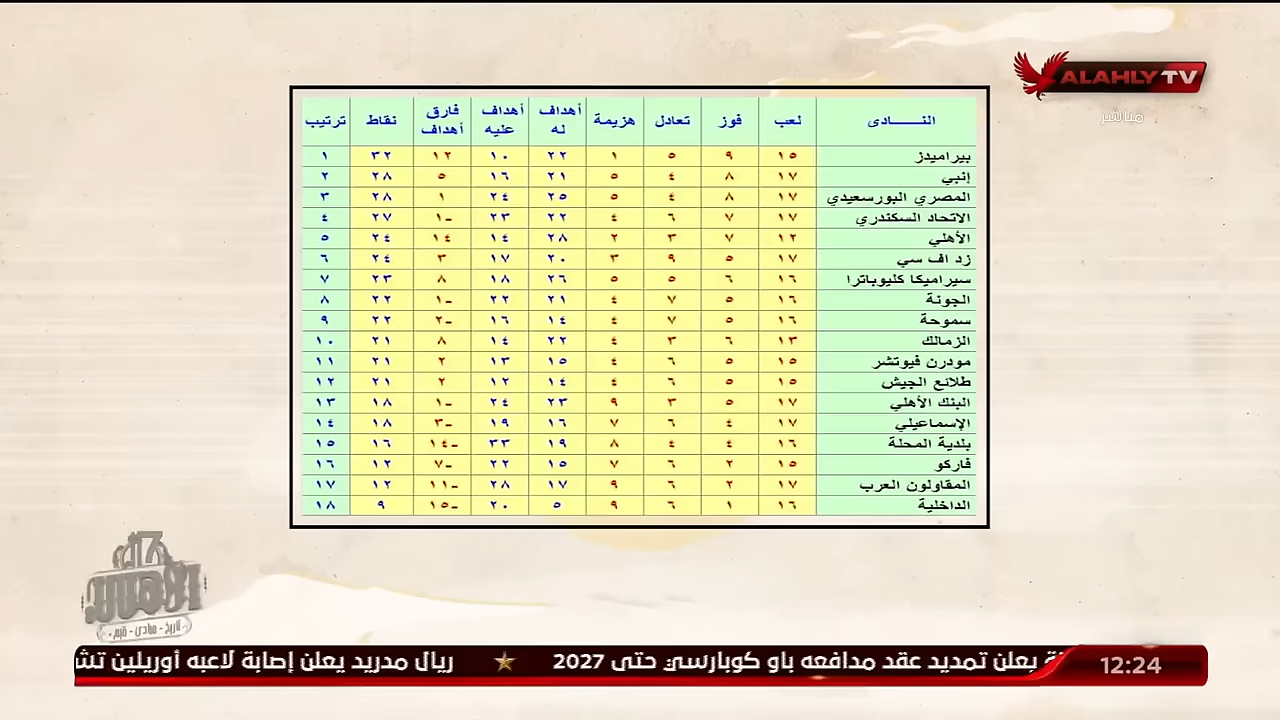 ALAHLY TV
مباشر
النـــــادى لعب فوز تعادل هزيمة أهداف له أهداف عليه فارق أهداف نقاط ترتيب
بيراميدز ١٥ ٩ ٥ ١ ٢٢ ١٠ ١٢ ٣٢ ١
إنبي ١٧ ٨ ٤ ٥ ٢١ ١٦ ٥ ٢٨ ٢
المصري البورسعيدي ١٧ ٨ ٤ ٥ ٢٥ ٢٤ ١ ٢٨ ٣
الاتحاد السكندري ١٧ ٧ ٦ ٤ ٢٢ ٢٣ -١ ٢٧ ٤
الأهلي ١٢ ٧ ٣ ٢ ٢٨ ١٤ ١٤ ٢٤ ٥
زد اف سي ١٧ ٥ ٩ ٣ ٢٠ ١٧ ٣ ٢٤ ٦
سيراميكا كليوباترا ١٦ ٦ ٥ ٥ ٢٦ ١٨ ٨ ٢٣ ٧
الجونة ١٦ ٥ ٧ ٤ ٢١ ٢٢ -١ ٢٢ ٨
سموحة ١٦ ٥ ٧ ٤ ١٤ ١٦ -٢ ٢٢ ٩
الزمالك ١٣ ٦ ٣ ٤ ٢٢ ١٤ ٨ ٢١ ١٠
مودرن فيوتشر ١٥ ٥ ٦ ٤ ١٥ ١٣ ٢ ٢١ ١١
طلائع الجيش ١٥ ٥ ٦ ٤ ١٤ ١٢ ٢ ٢١ ١٢
البنك الأهلي ١٧ ٥ ٣ ٩ ٢٣ ٢٤ -١ ١٨ ١٣
الإسماعيلي ١٧ ٤ ٦ ٧ ١٦ ١٩ -٣ ١٨ ١٤
بلدية المحلة ١٦ ٤ ٤ ٨ ١٩ ٣٣ -١٤ ١٦ ١٥
فاركو ١٥ ٢ ٦ ٧ ١٥ ٢٢ -٧ ١٢ ١٦
المقاولون العرب ١٧ ٢ ٦ ٩ ١٧ ٢٨ -١١ ١٢ ١٧
الداخلية ١٦ ١ ٦ ٩ ٥ ٢٠ -١٥ ٩ ١٨
تاريخ - مبادئ - قيم
12:24
يعلن تمديد عقد مدافعه باو كوبارسي حتى 2027 ★ ريال مدريد يعلن إصابة لاعبه أوريلين